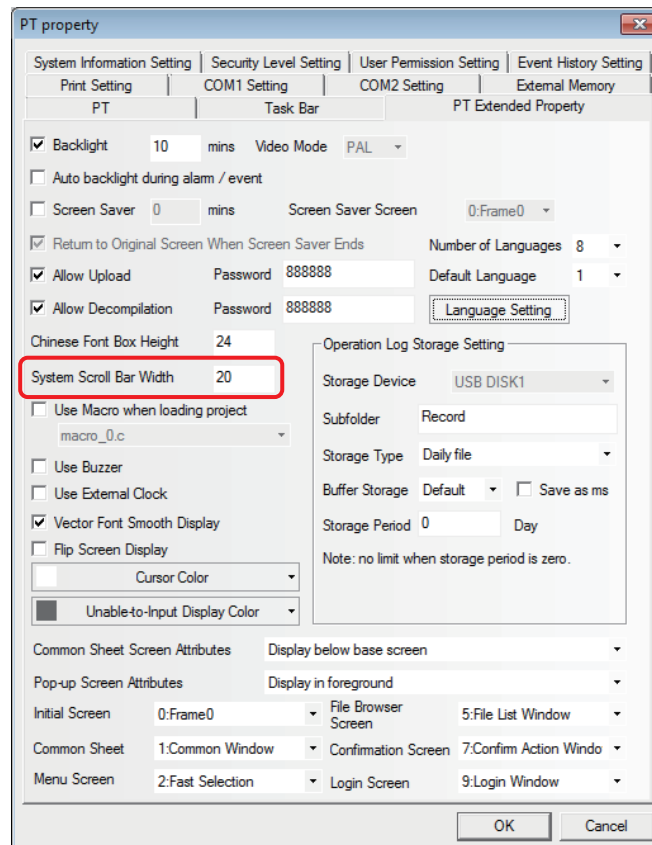 PT property
System Information Setting Security Level Setting User Permission Setting Event History Setting
Print Setting COM1 Setting COM2 Setting External Memory
PT Task Bar PT Extended Property
Backlight 10 mins Video Mode PAL
Auto backlight during alarm / event
Screen Saver 0 mins Screen Saver Screen 0:Frame0
Return to Original Screen When Screen Saver Ends Number of Languages 8
Allow Upload Password 888888 Default Language 1
Allow Decompilation Password 888888 Language Setting
Chinese Font Box Height 24
System Scroll Bar Width 20
Use Macro when loading project
macro_0.c
Use Buzzer
Use External Clock
Vector Font Smooth Display
Flip Screen Display
Cursor Color
Unable-to-Input Display Color
Operation Log Storage Setting
Storage Device USB DISK1
Subfolder Record
Storage Type Daily file
Buffer Storage Default Save as ms
Storage Period 0 Day
Note: no limit when storage period is zero.
Common Sheet Screen Attributes Display below base screen
Pop-up Screen Attributes Display in foreground
Initial Screen 0:Frame0 File Browser Screen 5:File List Window
Common Sheet 1:Common Window Confirmation Screen 7:Confirm Action Windo
Menu Screen 2:Fast Selection Login Screen 9:Login Window
OK Cancel